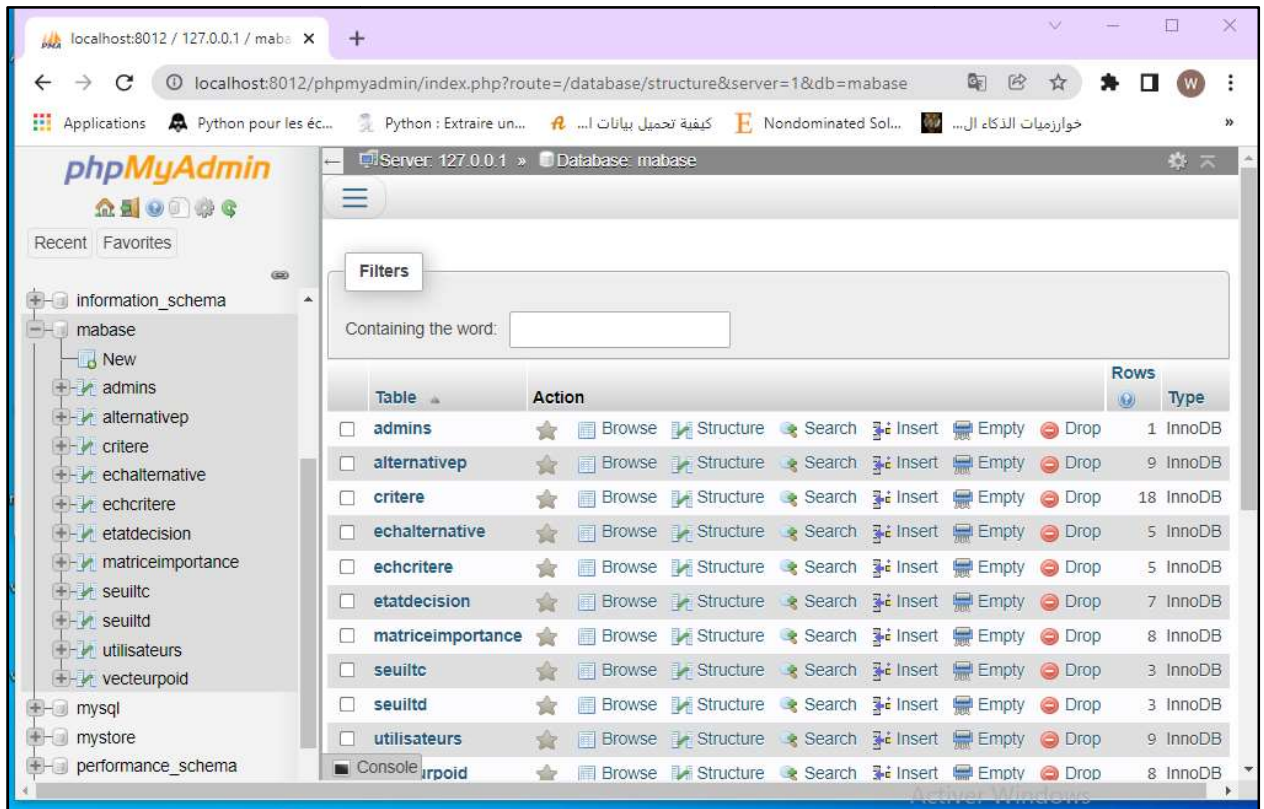 localhost:8012 / 127.0.0.1 / maba
localhost:8012/phpmyadmin/index.php?route=/database/structure&server=1&db=mabase W
Applications Python pour les éc... Python : Extraire un... كيفية تحميل بيانات ا... Nondominated Sol... خوارزميات الذكاء ال... »
phpMyAdmin
Recent Favorites
information_schema
mabase
New
admins
alternativep
critere
echalternative
echcritere
etatdecision
matriceimportance
seuiltc
seuiltd
utilisateurs
vecteurpoid
mysql
mystore
performance_schema
Server: 127.0.0.1 » Database: mabase
Filters
Containing the word:
Table Action Rows Type
admins Browse Structure Search Insert Empty Drop 1 InnoDB
alternativep Browse Structure Search Insert Empty Drop 9 InnoDB
critere Browse Structure Search Insert Empty Drop 18 InnoDB
echalternative Browse Structure Search Insert Empty Drop 5 InnoDB
echcritere Browse Structure Search Insert Empty Drop 5 InnoDB
etatdecision Browse Structure Search Insert Empty Drop 7 InnoDB
matriceimportance Browse Structure Search Insert Empty Drop 8 InnoDB
seuiltc Browse Structure Search Insert Empty Drop 3 InnoDB
seuiltd Browse Structure Search Insert Empty Drop 3 InnoDB
utilisateurs Browse Structure Search Insert Empty Drop 9 InnoDB
Console urpoid Browse Structure Search Insert Empty Drop 8 InnoDB
Activer Windows